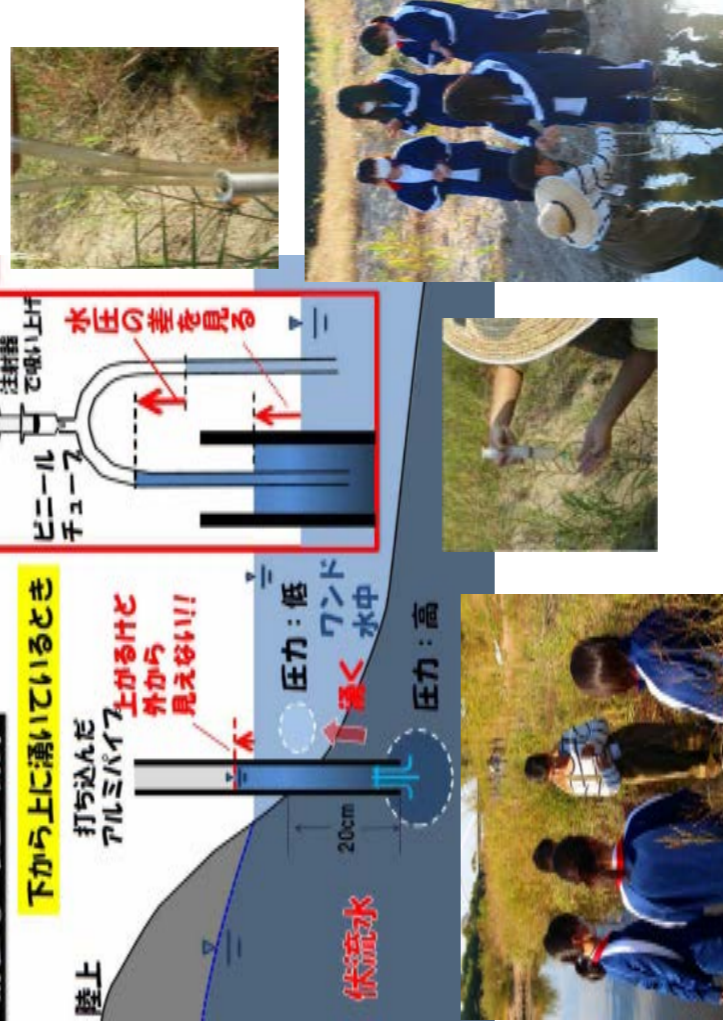 下から上に湧いているとき
陸上
打ち込んだ
アルミパイプ
上がるけど
外から
見えない!!
圧力:低
ワンド
水中
湧く
圧力:高
20cm
伏流水
ビニール
チューブ
注射器
で吸い上げ
水圧の差を見る